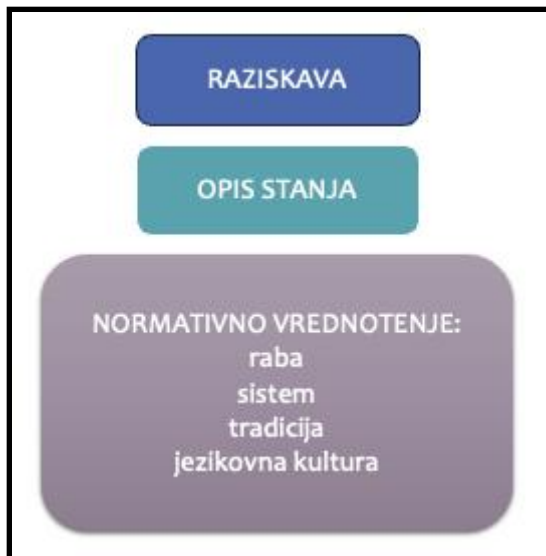 RAZISKAVA
OPIS STANJA
NORMATIVNO VREDNOTENJE:
raba
sistem
tradicija
jezikovna kultura